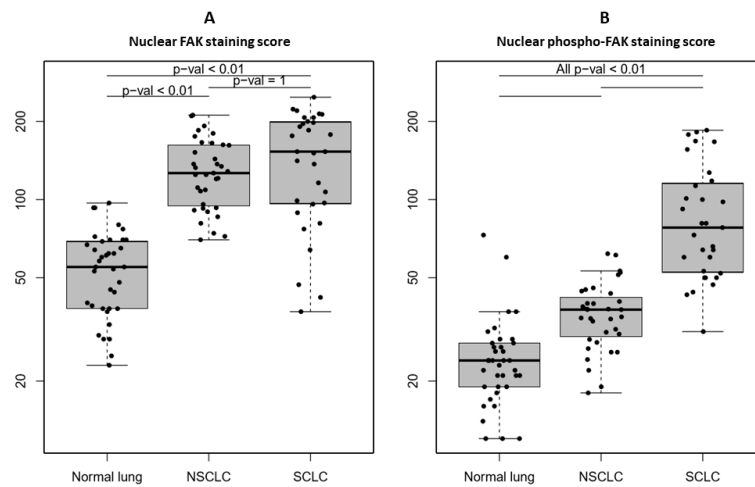 A
Nuclear FAK staining score
p−val < 0.01
p−val = 1
p−val < 0.01
200
100
50
20
Normal lung
NSCLC
SCLC
B
Nuclear phospho-FAK staining score
All p−val < 0.01
200
100
50
20
Normal lung
NSCLC
SCLC